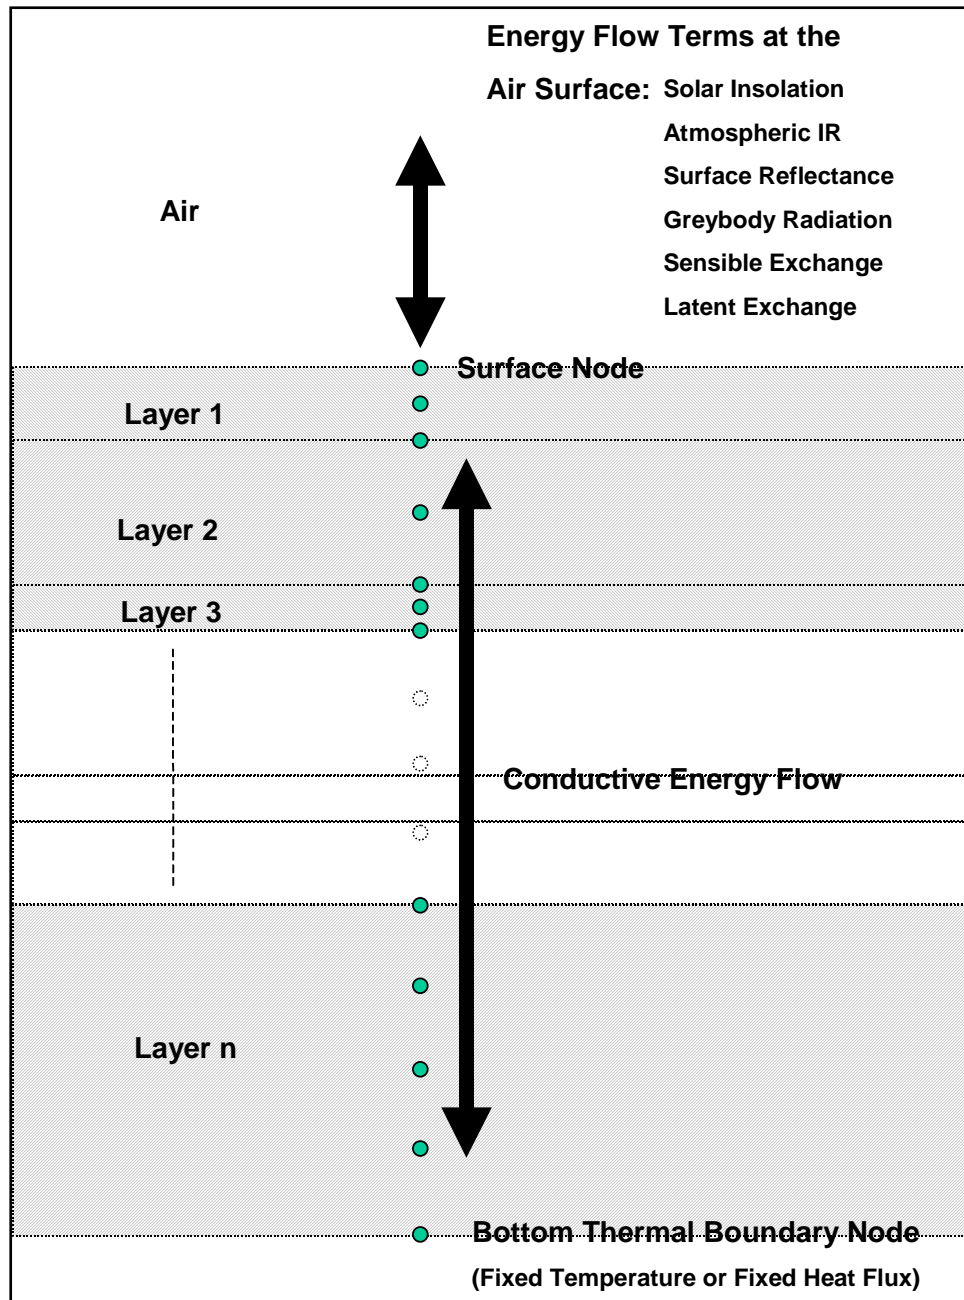 Energy Flow Terms at the
Air Surface: Solar Insolation
Atmospheric IR
Surface Reflectance
Air
Greybody Radiation
Sensible Exchange
Latent Exchange
Surface Node
Layer 1
Layer 2
Layer 3
Conductive Energy Flow
Layer n
Bottom Thermal Boundary Node
(Fixed Temperature or Fixed Heat Flux)